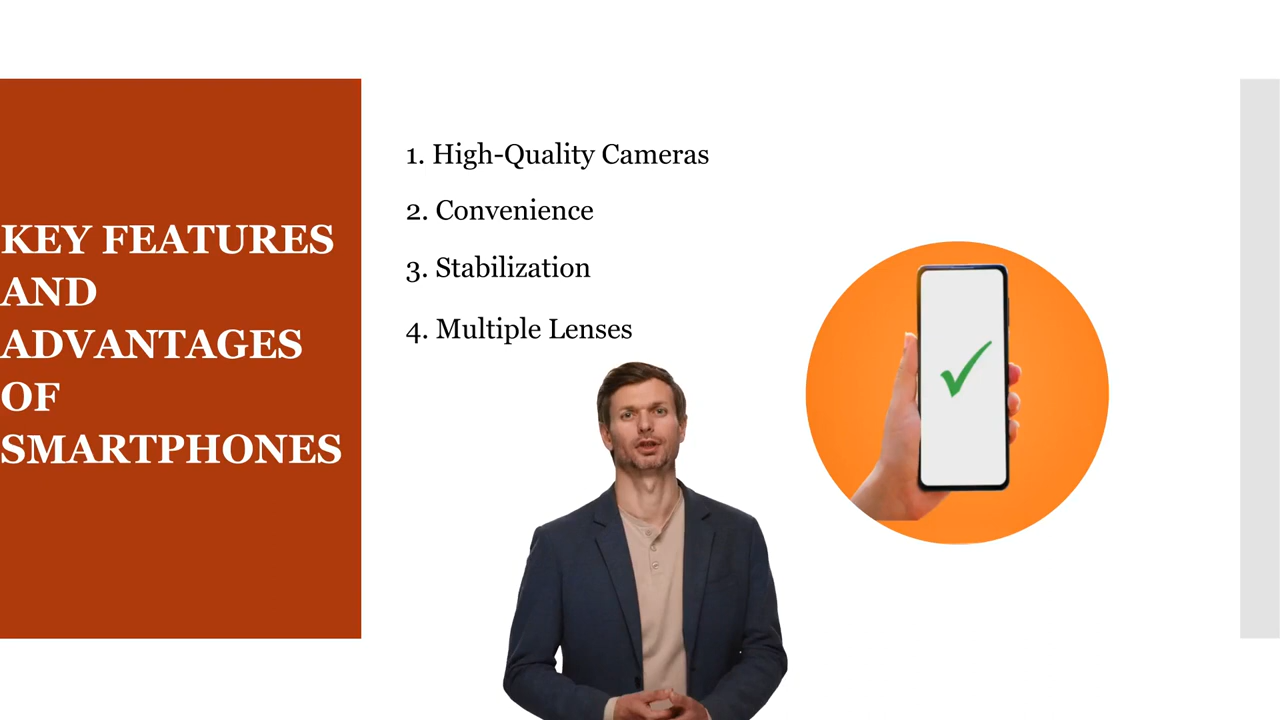 KEY FEATURES
AND
ADVANTAGES
OF
SMARTPHONES
1. High-Quality Cameras
2. Convenience
3. Stabilization
4. Multiple Lenses